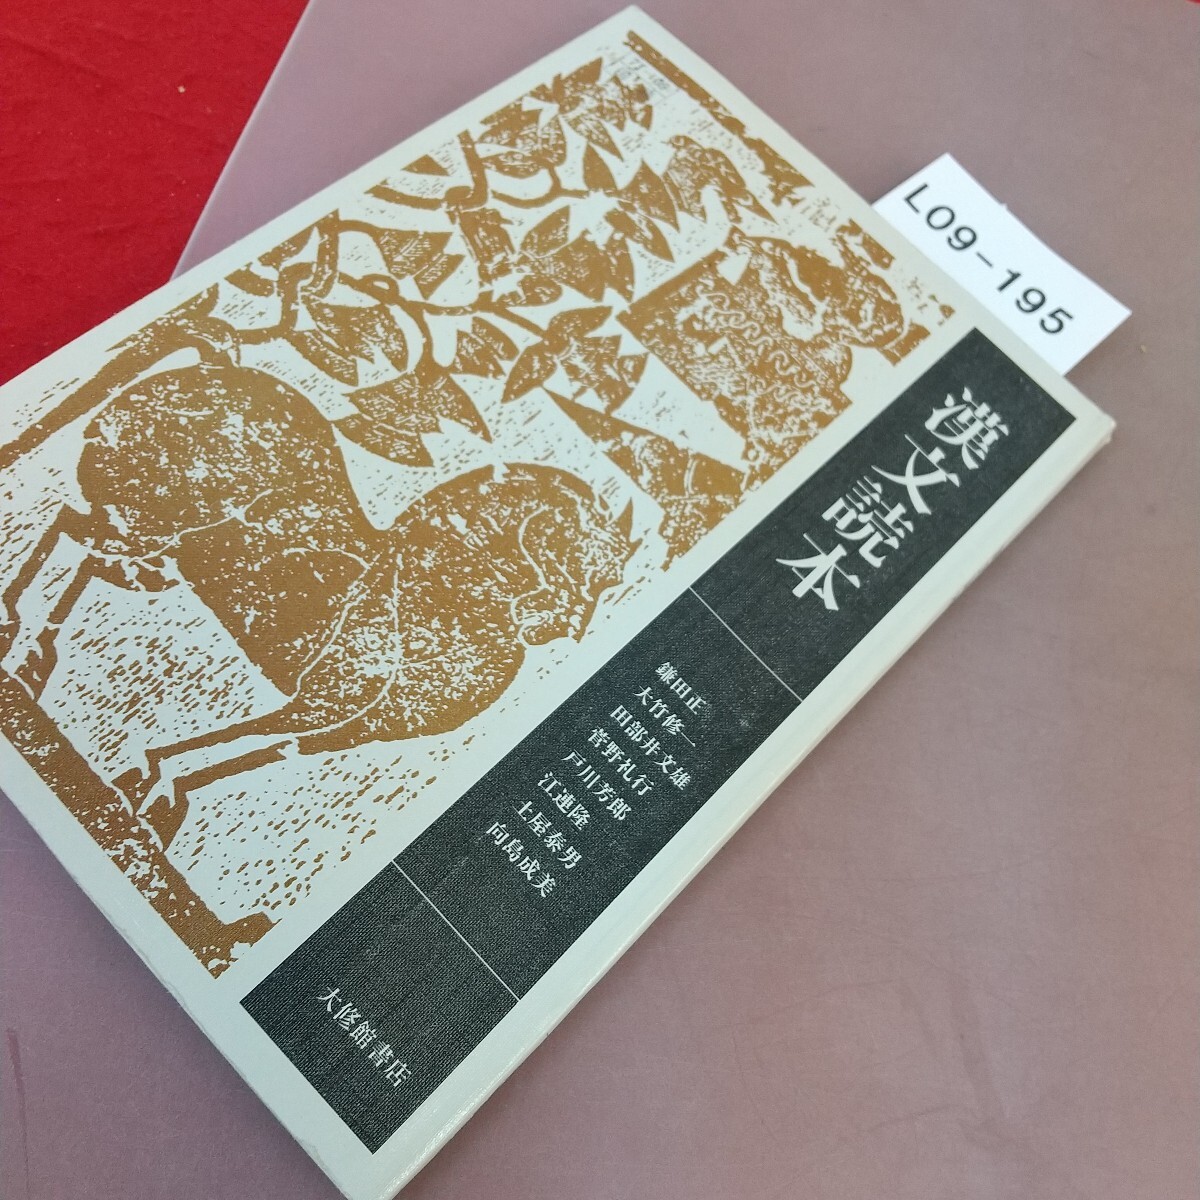 L09-195
漢文読本
鎌田正
大竹修一
田部井文雄
菅野礼行
戸川芳郎
江連隆
土屋泰男
向島成美
大修館書店